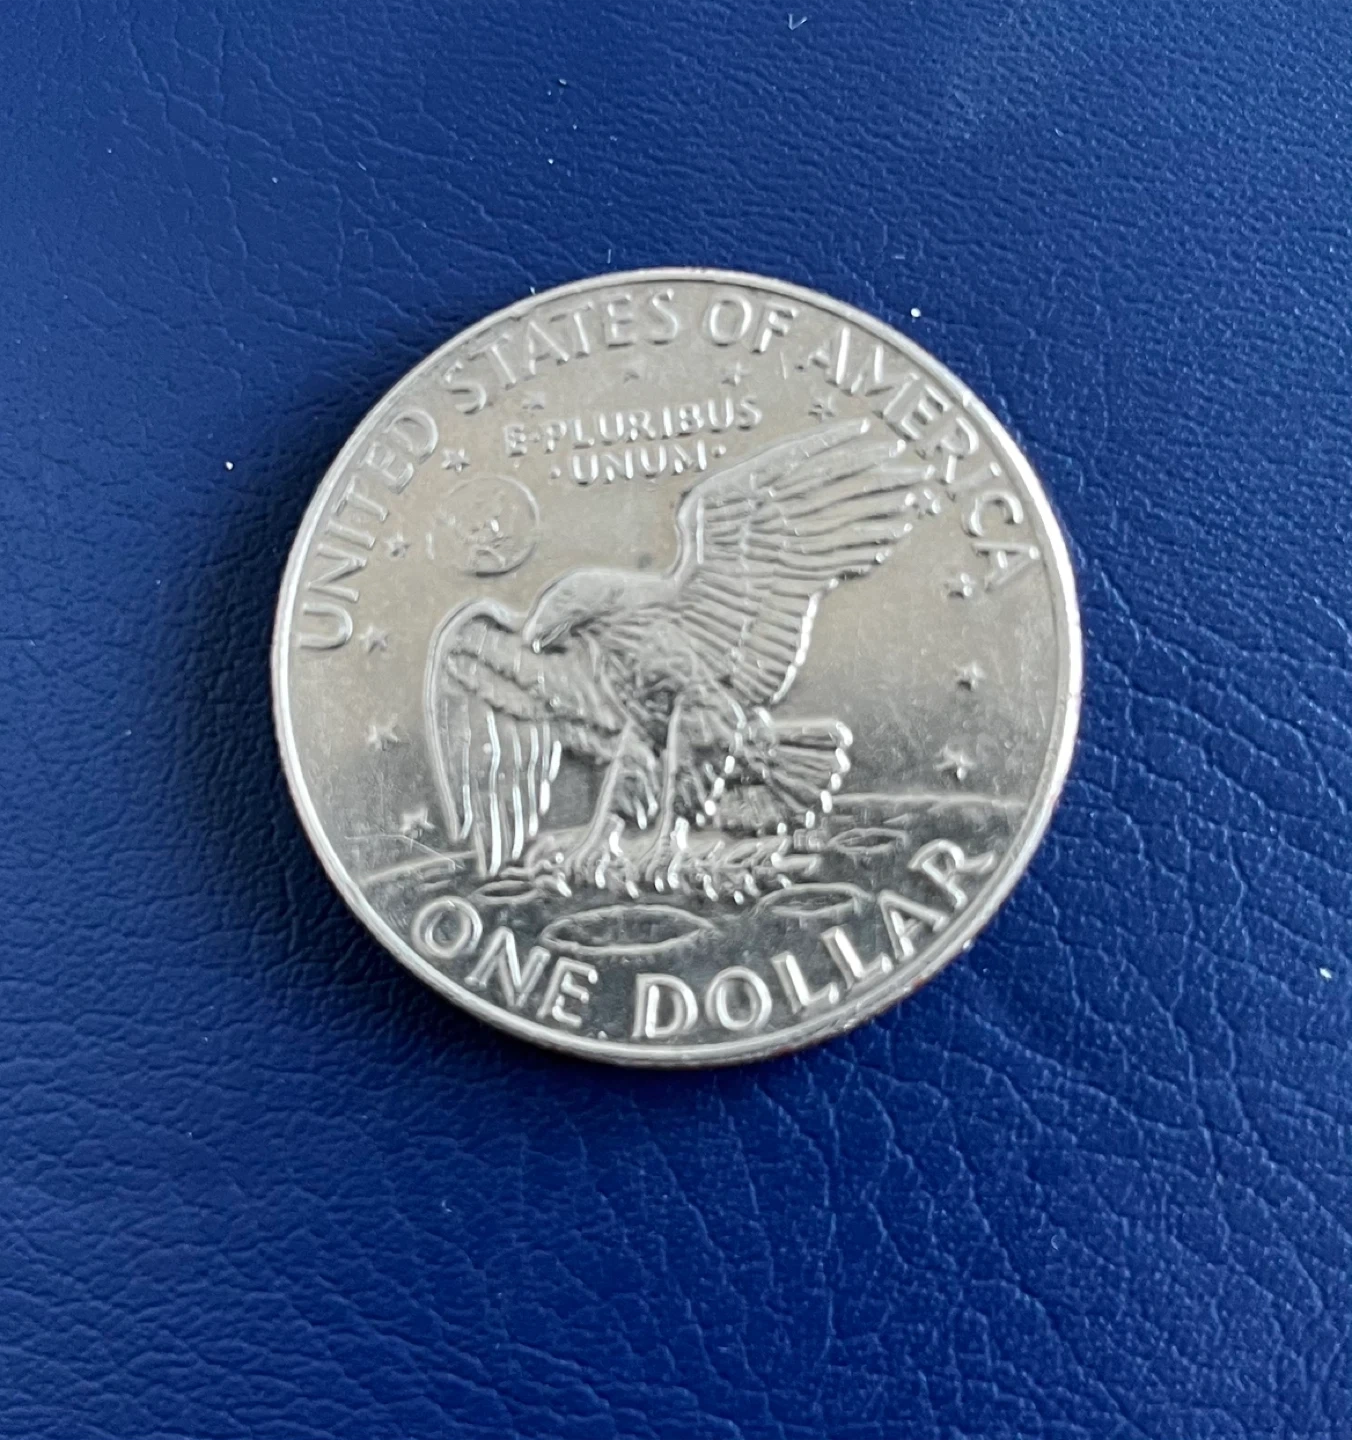 UNITED STATES OF AMERICA
E·PLURIBUS
·UNUM·
ONE DOLLAR